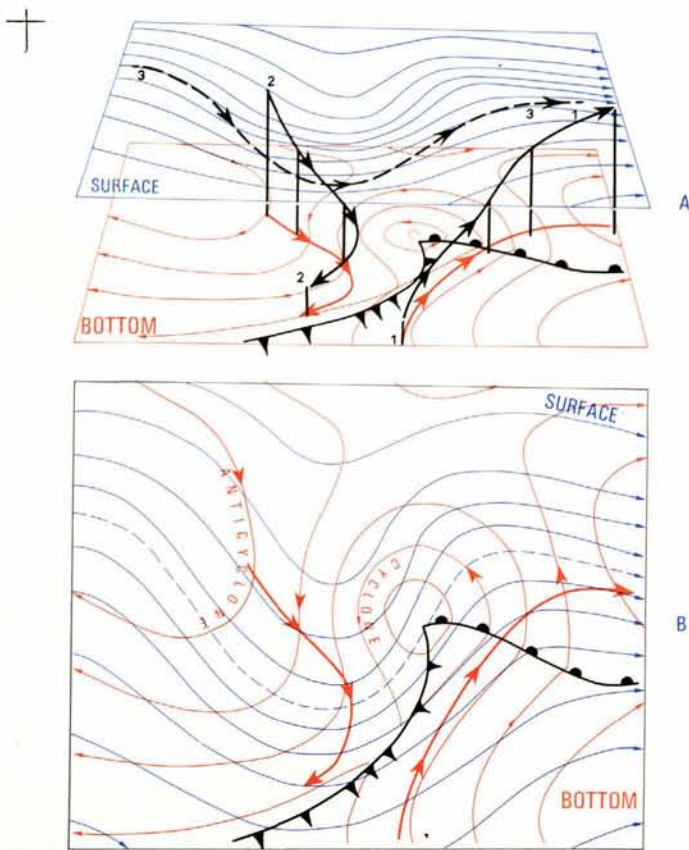 3
2
3
1
SURFACE
A
2
BOTTOM
1
SURFACE
ANTICYCLONE
CYCLONE
B
BOTTOM